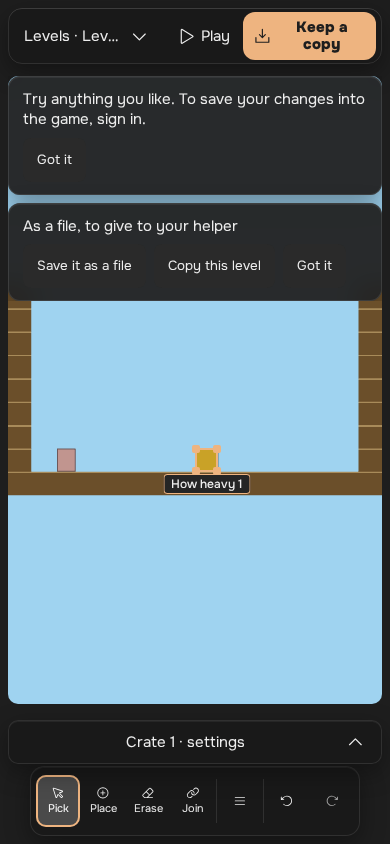 Levels · Lev...
Play
Keep a
copy
Try anything you like. To save your changes into
the game, sign in.
Got it
As a file, to give to your helper
Save it as a file
Copy this level
Got it
How heavy 1
Crate 1 · settings
Pick
Place
Erase
Join